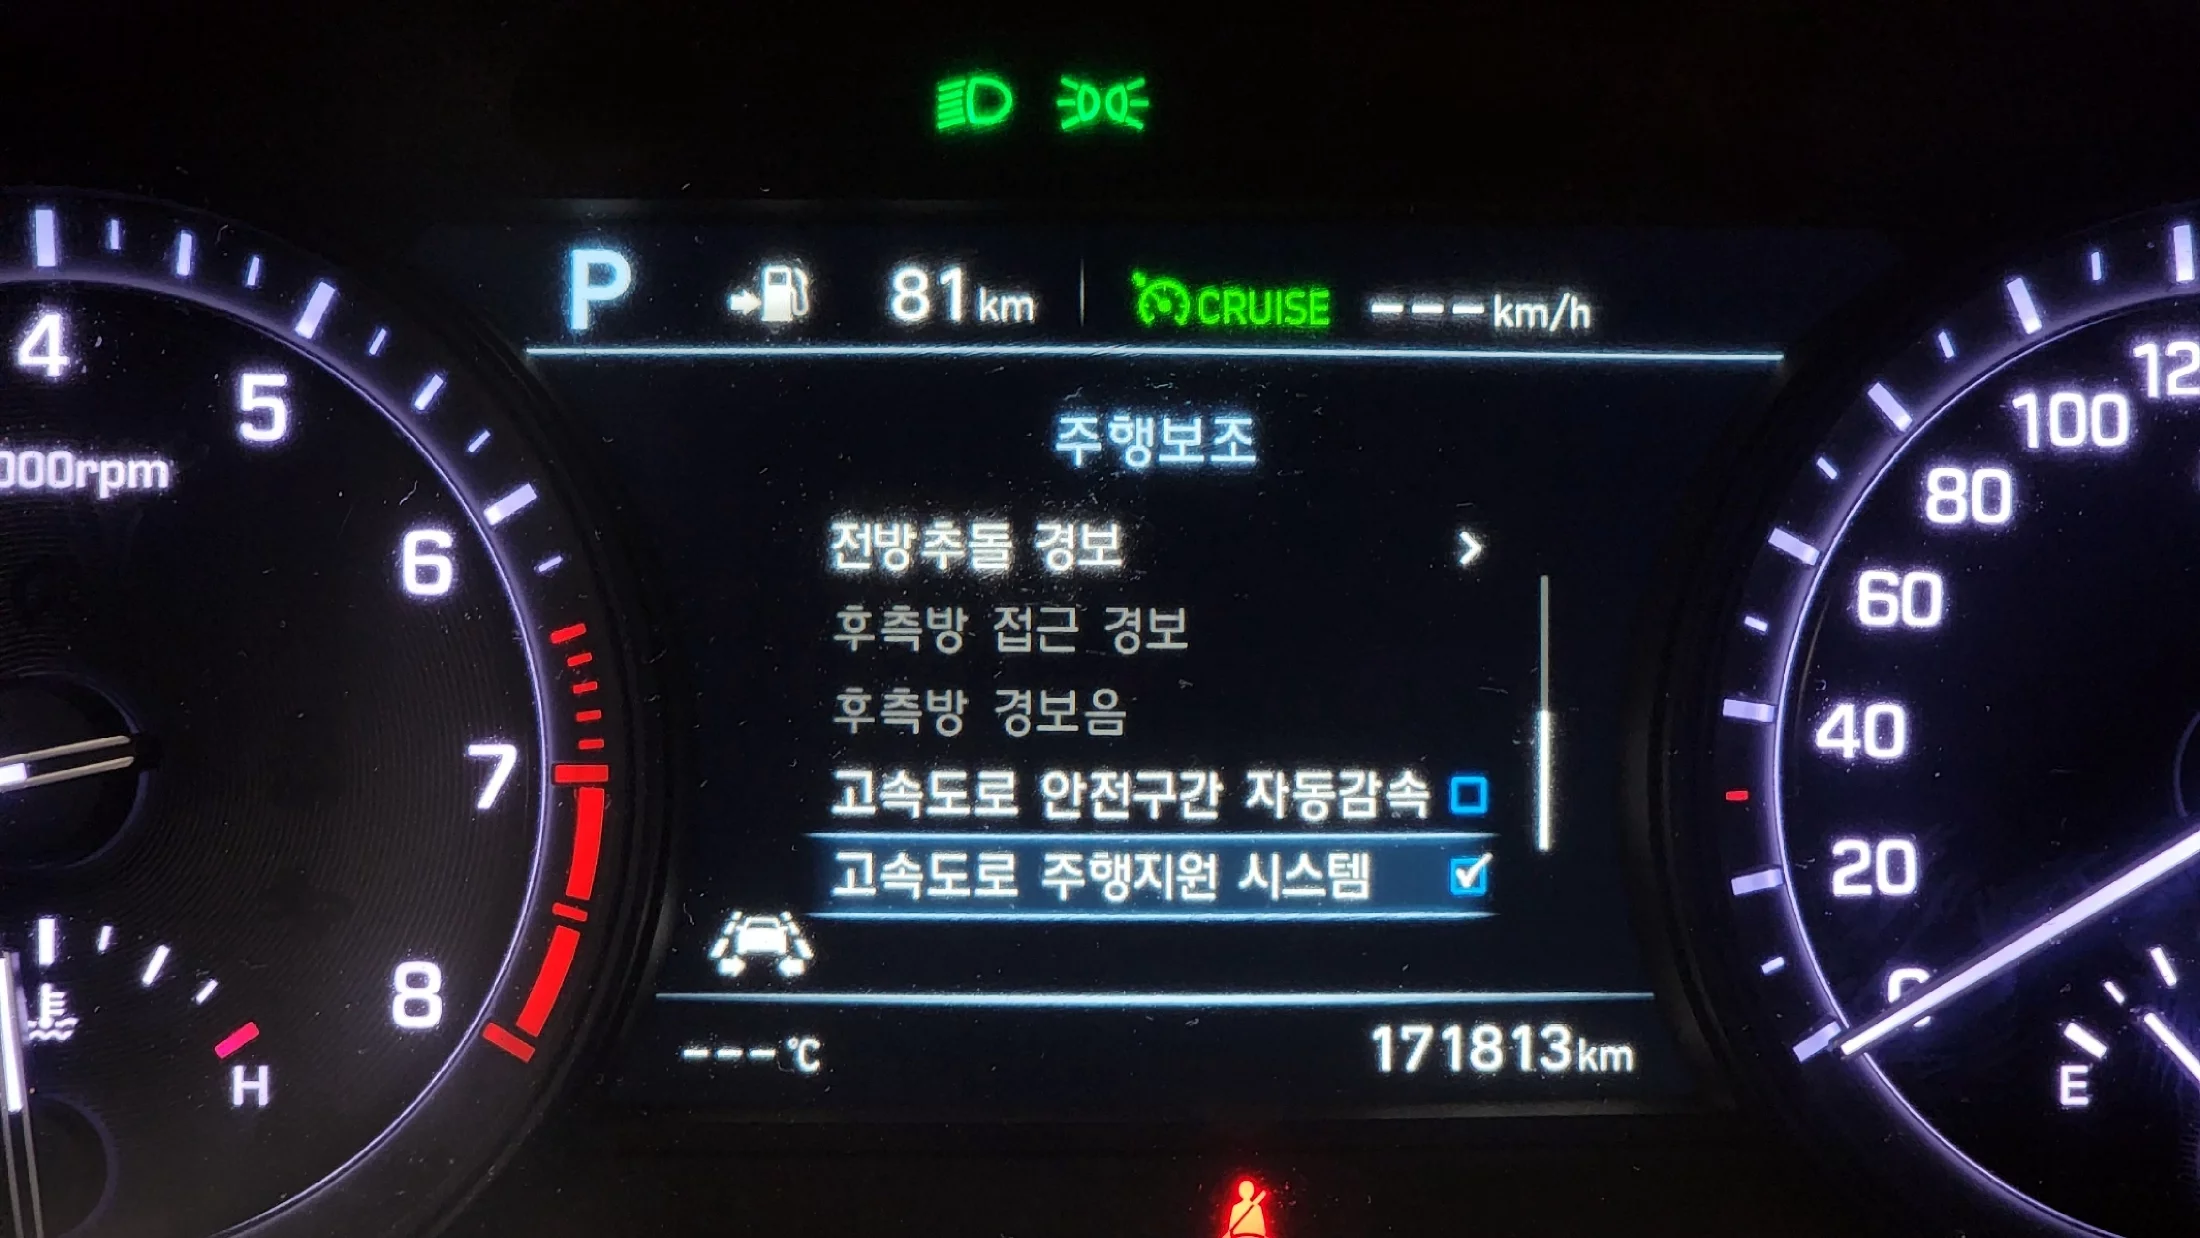 P 81km CRUISE ---km/h
주행보조
전방추돌 경보 >
후측방 접근 경보
후측방 경보음
고속도로 안전구간 자동감속
고속도로 주행지원 시스템
---℃ 171813km
4
5
000rpm
6
7
8
H
12
100
80
60
40
20
E